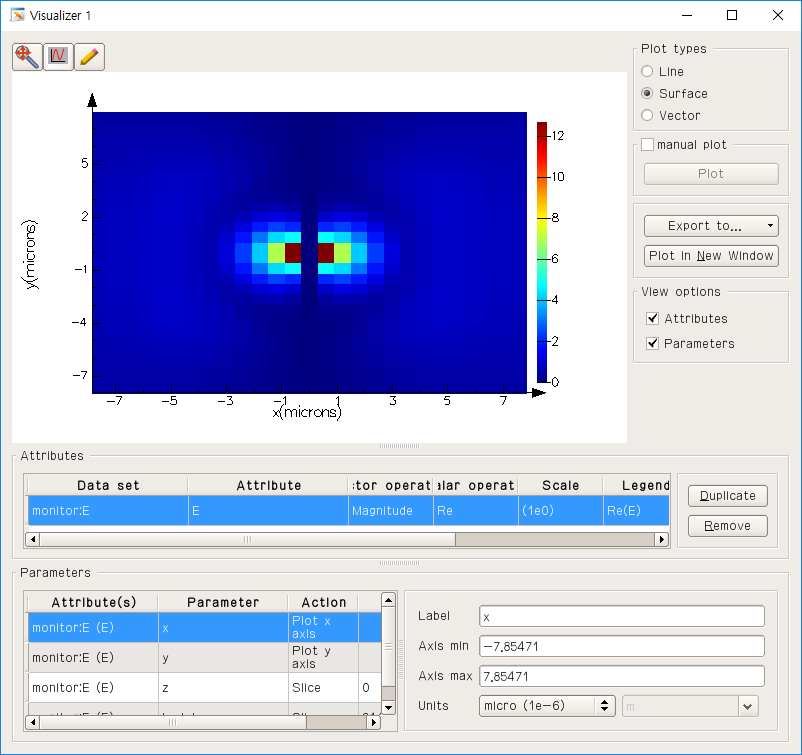 Visualizer 1
Plot types
Line
Surface
Vector
manual plot
Plot
Export to...
Plot In New Window
View options
Attributes
Parameters
y(microns)
5
2
−1
−4
−7
−7
−5
−3
−1
1
3
5
7
x(microns)
12
10
8
6
4
2
0
Attributes
Data set Attribute :tor operat alar operat Scale Legend
monitor:E E Magnitude Re (1e0) Re(E)
Duplicate
Remove
Parameters
Attribute(s) Parameter Action
monitor:E (E) x Plot x axis
monitor:E (E) y Plot y axis
monitor:E (E) z Slice 0
Label x
Axis min −7.85471
Axis max 7.85471
Units micro (1e−6) m